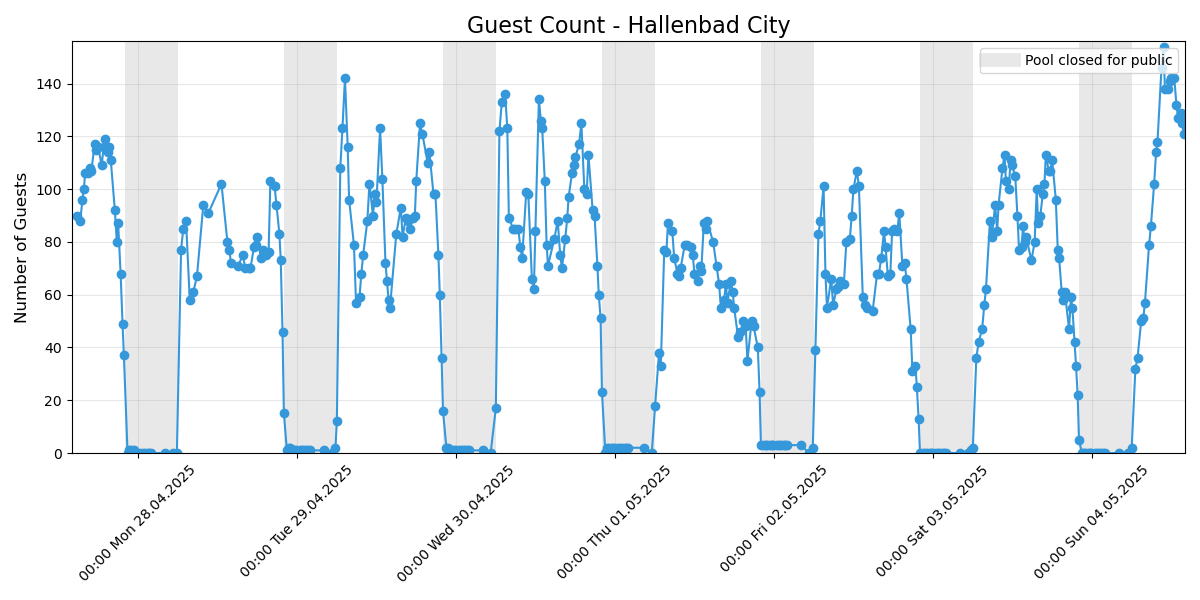 Guest Count - Hallenbad City
Pool closed for public
Number of Guests
140
120
100
80
60
40
20
0
00:00 Mon 28.04.2025
00:00 Tue 29.04.2025
00:00 Wed 30.04.2025
00:00 Thu 01.05.2025
00:00 Fri 02.05.2025
00:00 Sat 03.05.2025
00:00 Sun 04.05.2025